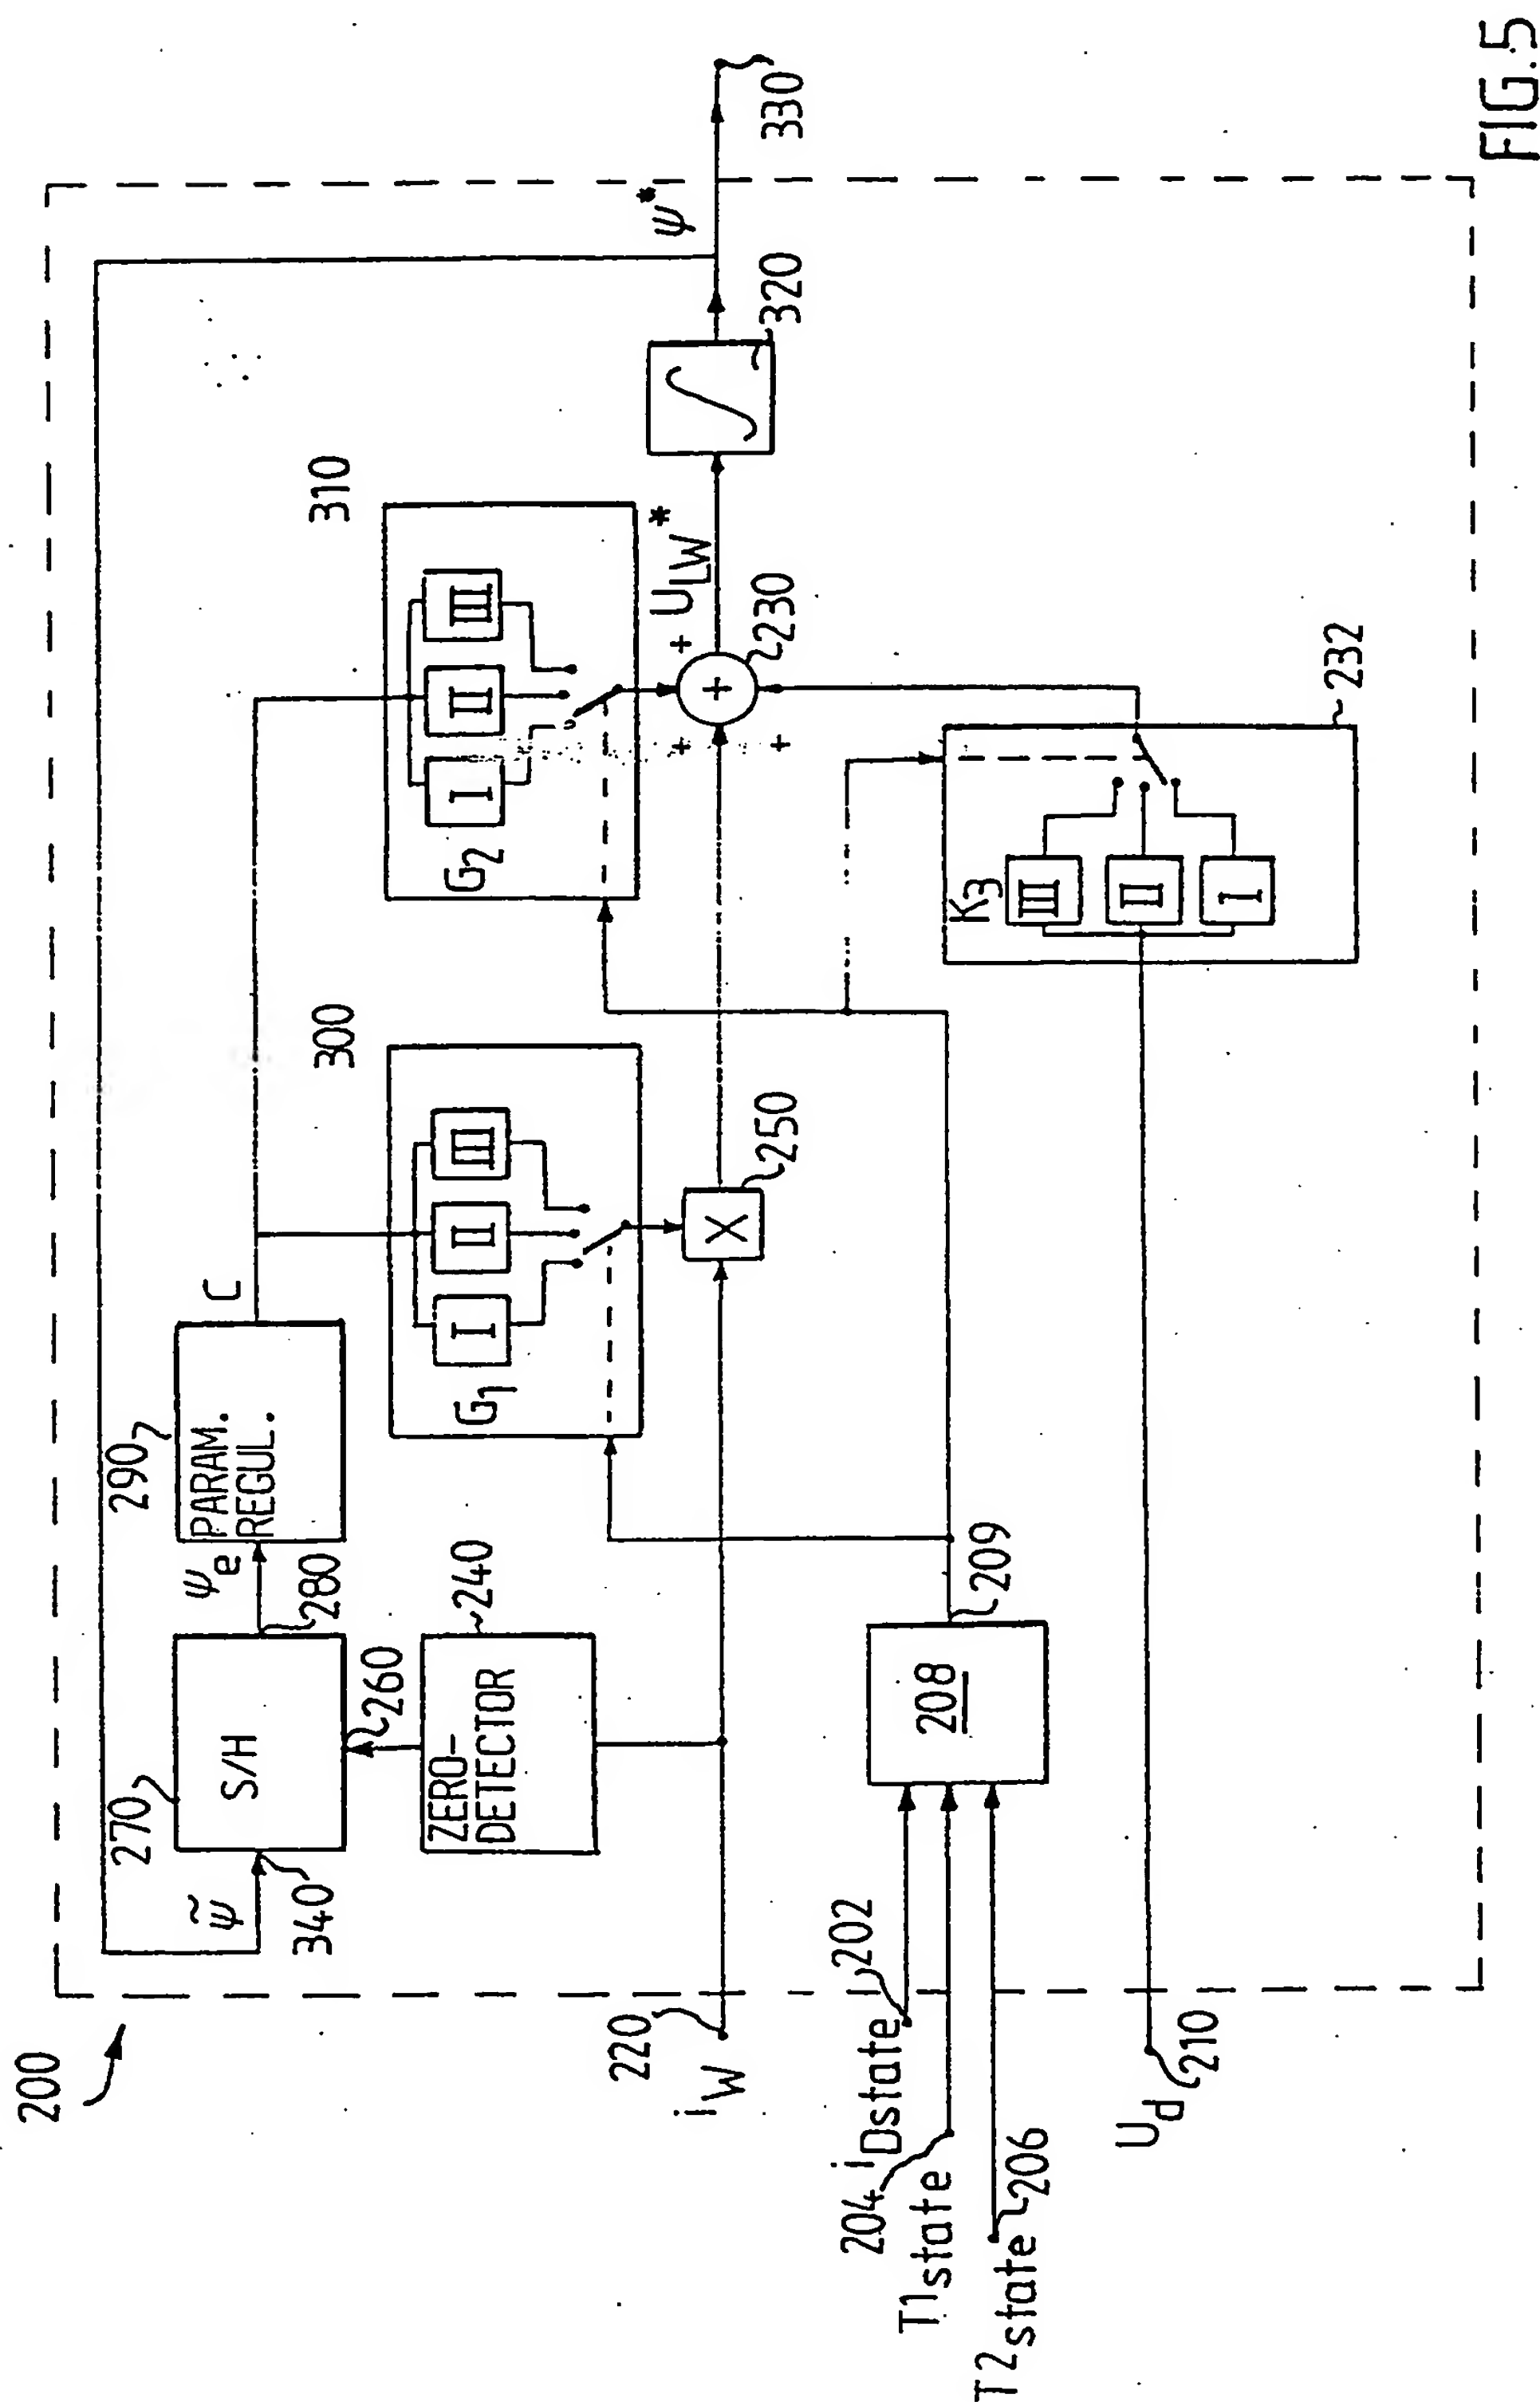 200
290
PARAM.
REGUL.
C
ψe
280
270
S/H
ψ̃
340
260
240
ZERO-
DETECTOR
300
I
II
III
G1
310
I
II
III
G2
ULW*
+
+
+
+
230
X
250
∫
320
ψ*
330
220
iW
iDstate
202
204
T1state
T2state
206
208
209
Ud
210
K3
III
II
I
232
FIG.5